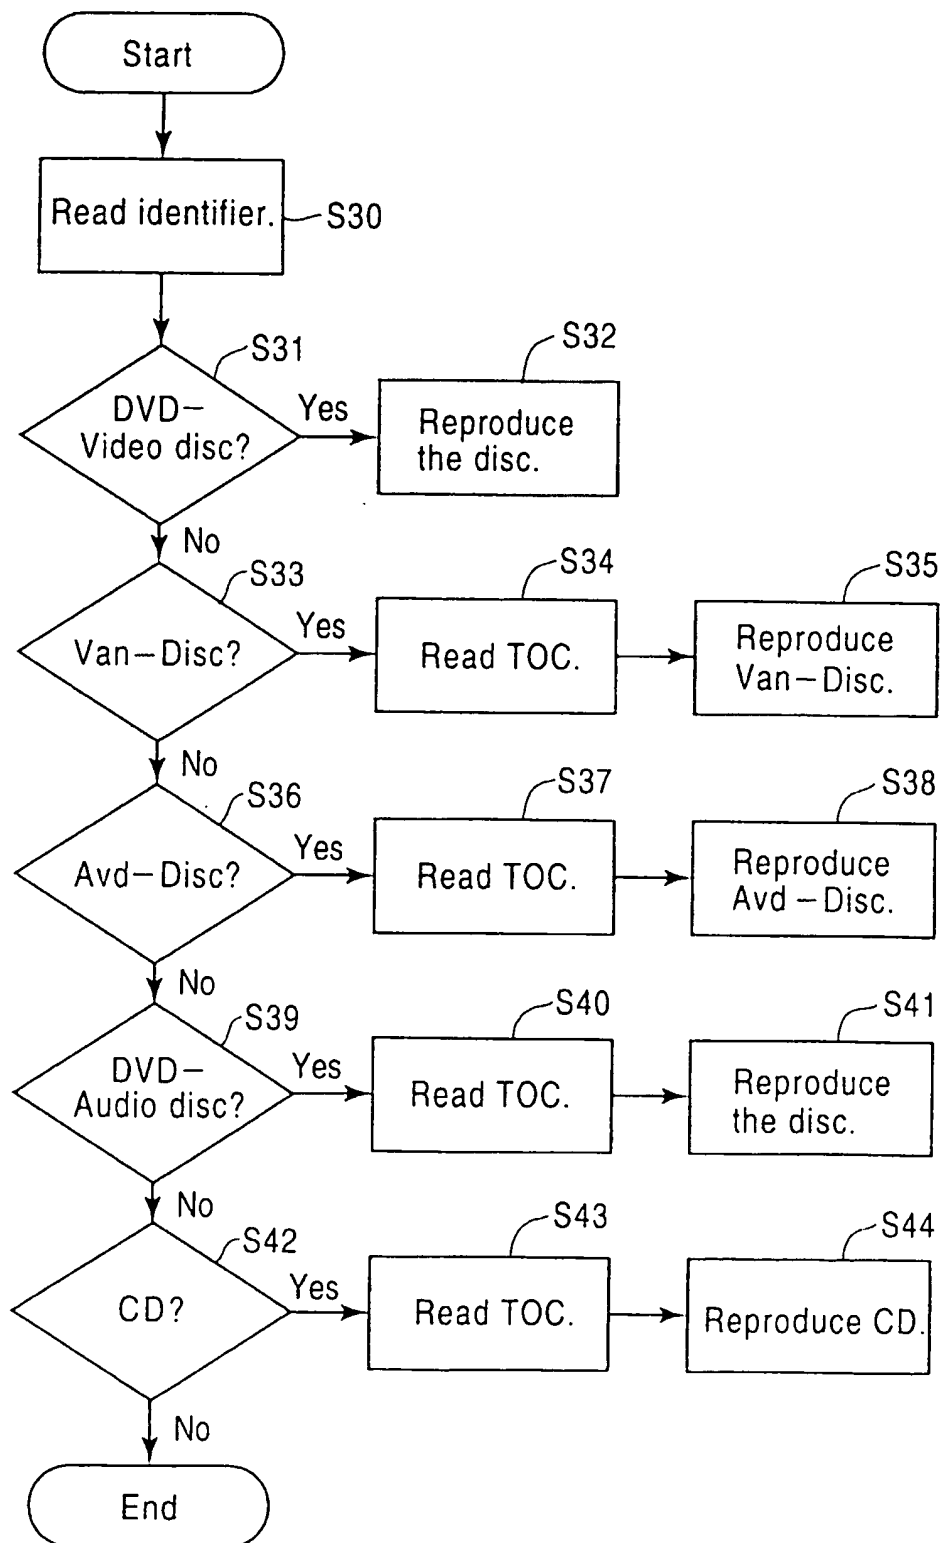 Start
Read identifier.
S30
S31
DVD-
Video disc?
Yes
S32
Reproduce
the disc.
No
S33
Van-Disc?
Yes
S34
Read TOC.
S35
Reproduce
Van-Disc.
No
S36
Avd-Disc?
Yes
S37
Read TOC.
S38
Reproduce
Avd-Disc.
No
S39
DVD-
Audio disc?
Yes
S40
Read TOC.
S41
Reproduce
the disc.
No
S42
CD?
Yes
S43
Read TOC.
S44
Reproduce CD.
No
End